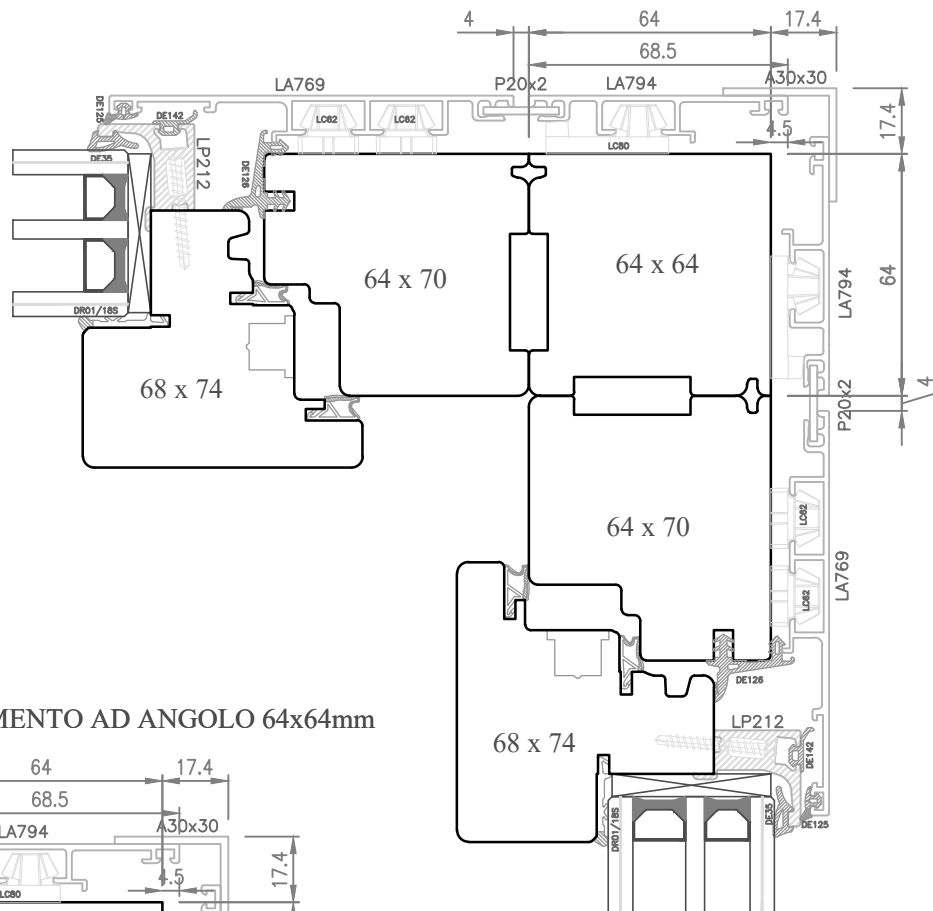 4
64
17.4
68.5
LA769
P20x2
LA794
A30x30
DE125
DE142
LC62
LC62
LC80
4.5
17.4
DE35
LP212
DE126
64 x 70
64 x 64
64
LA794
DR01/18S
68 x 74
P20x2
4
64 x 70
LC62
LA769
LC62
DE126
MENTO AD ANGOLO 64x64mm
LP212
68 x 74
DE142
64
17.4
68.5
LA794
A30x30
DR01/18S
DE35
DE125
4.5
17.4
LC80